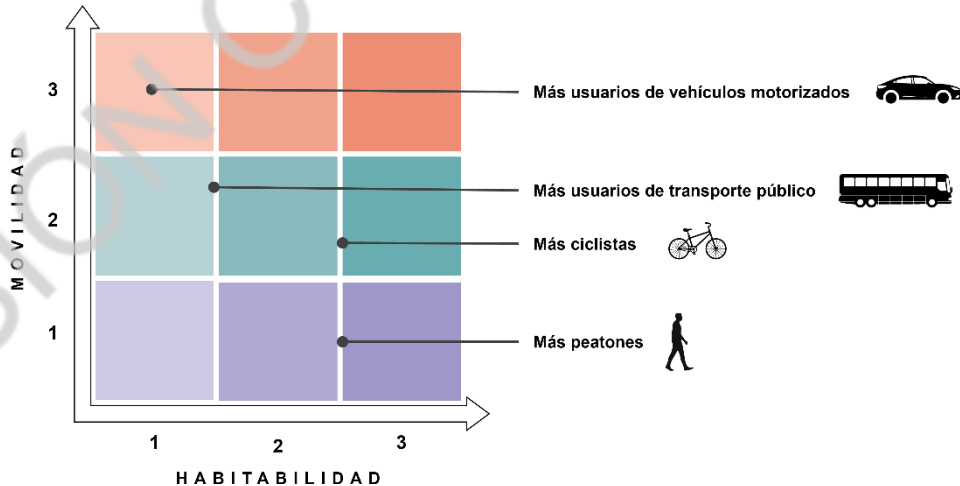 3
Más usuarios de vehículos motorizados
MOVILIDAD
2
Más usuarios de transporte público
Más ciclistas
1
Más peatones
1
2
3
HABITABILIDAD